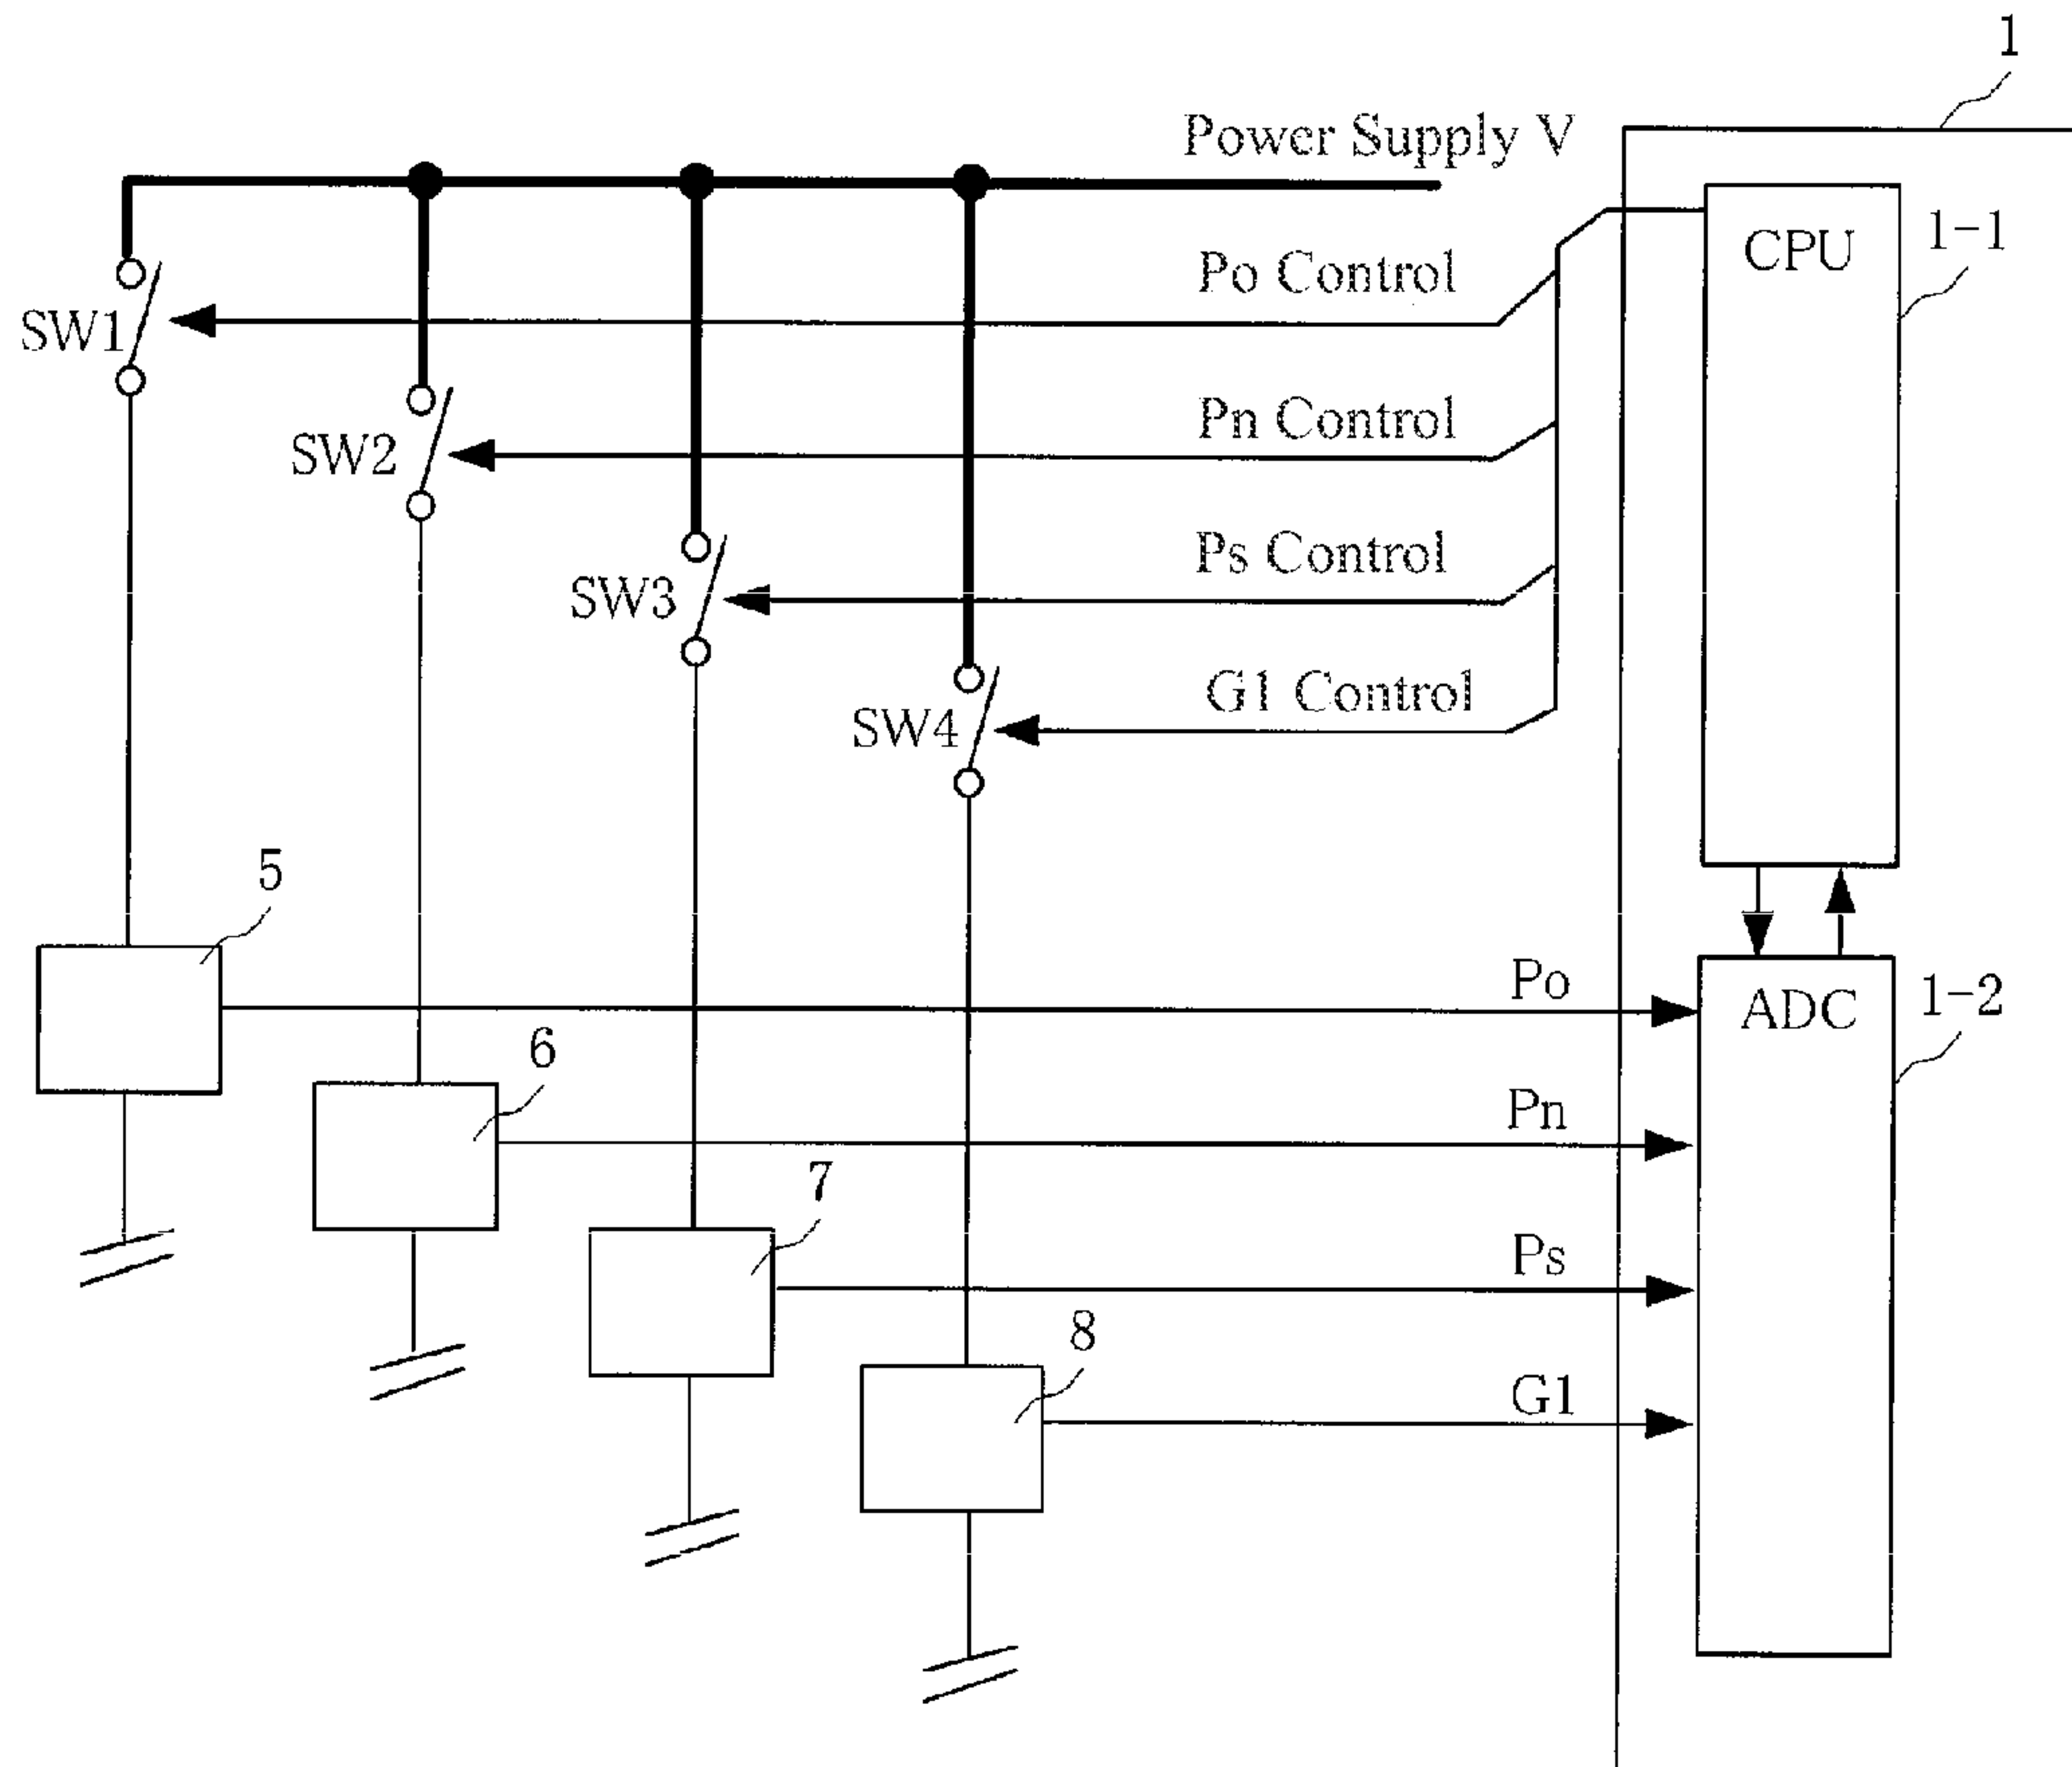 1
Power Supply V
CPU
1-1
Po Control
SW1
Pn Control
SW2
Ps Control
SW3
G1 Control
SW4
5
Po
ADC
1-2
6
Pn
7
Ps
8
G1